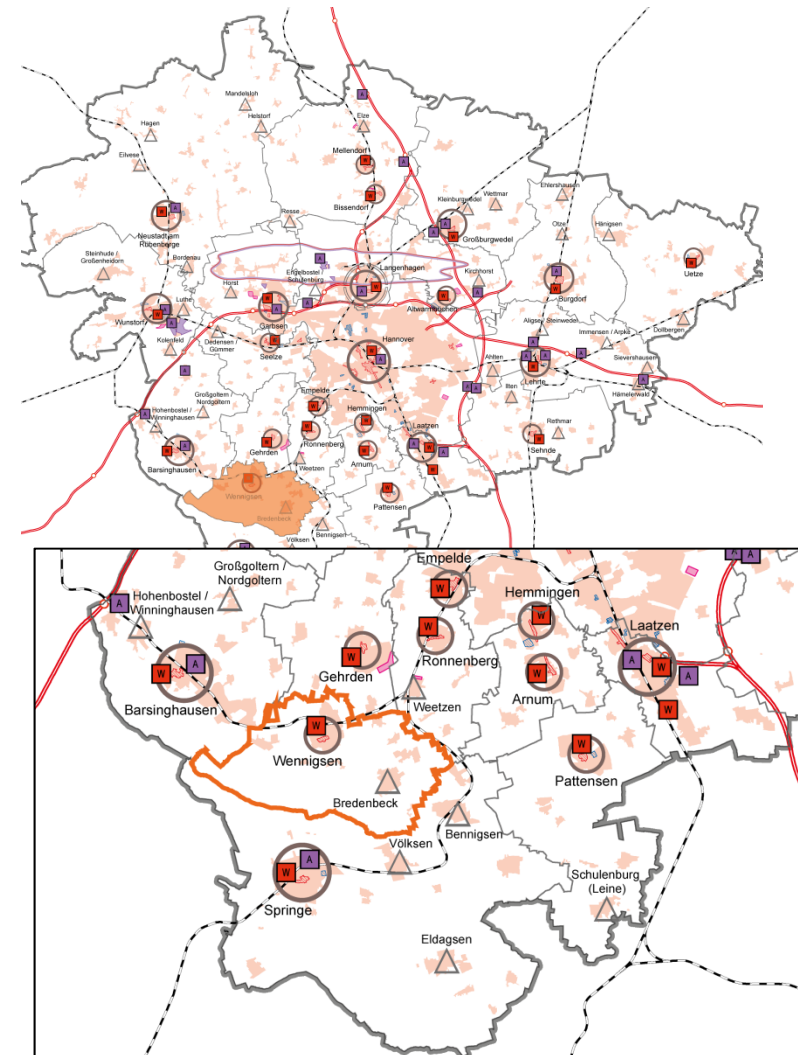 Mandelsloh
Helstorf
Hagen
Eilvese
Elze
Mellendorf
Bissendorf
Kleinburgwedel
Wettmar
Großburgwedel
Ehlershausen
Otze
Hänigsen
Uetze
Neustadt am
Rübenberge
Resse
Steinhude /
Großenheidorn
Bordenau
Engelbostel
Schulenburg
Langenhagen
Kirchhorst
Horst
Luthe
Garbsen
Altwarmbüchen
Burgdorf
Dollbergen
Wunstorf
Kolenfeld
Dedensen /
Gümmer
Seelze
Hannover
Aligse / Steinwedel
Immensen / Arpke
Sievershausen
Ahlten
Lehrte
Hämelerwald
Ilten
Großgoltern /
Nordgoltern
Hohenbostel /
Winninghausen
Empelde
Hemmingen
Ronnenberg
Laatzen
Rethmar
Sehnde
Barsinghausen
Gehrden
Weetzen
Arnum
Wennigsen
Pattensen
Bredenbeck
Völksen
Bennigsen
Großgoltern /
Nordgoltern
Hohenbostel /
Winninghausen
Empelde
Hemmingen
Laatzen
Gehrden
Ronnenberg
Barsinghausen
Weetzen
Arnum
Wennigsen
Pattensen
Bredenbeck
Bennigsen
Völksen
Springe
Schulenburg
(Leine)
Eldagsen